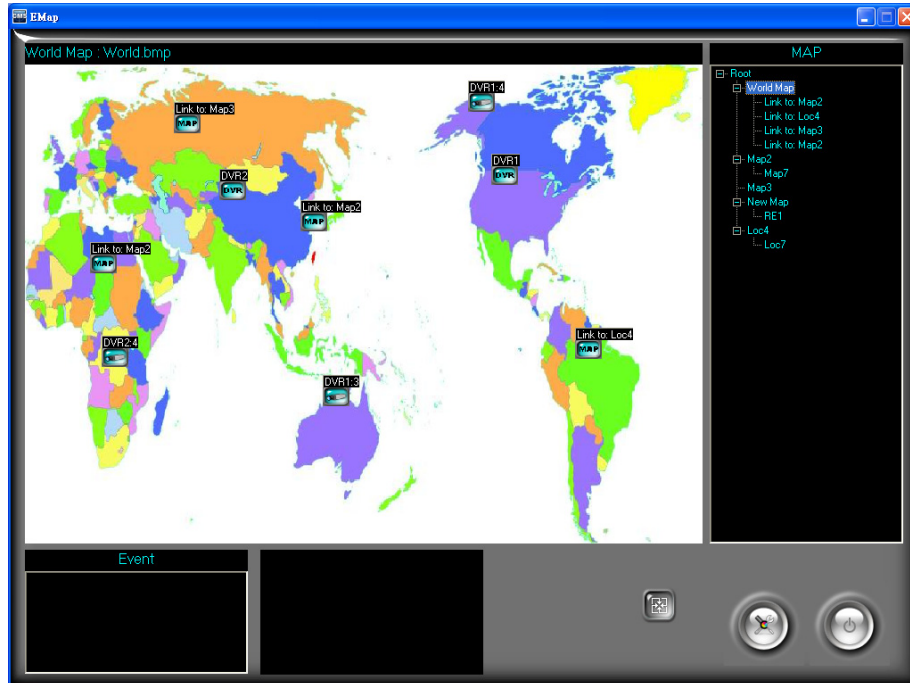 EMap
World Map : World.bmp
MAP
DVR1:4
Link to: Map3
MAP
DVR1
DVR
DVR2
DVR
Link to: Map2
MAP
Link to: Map2
MAP
DVR2:4
Link to: Loc4
MAP
DVR1:3
Root
World Map
Link to: Map2
Link to: Loc4
Link to: Map3
Link to: Map2
Map2
Map7
Map3
New Map
RE1
Loc4
Loc7
Event